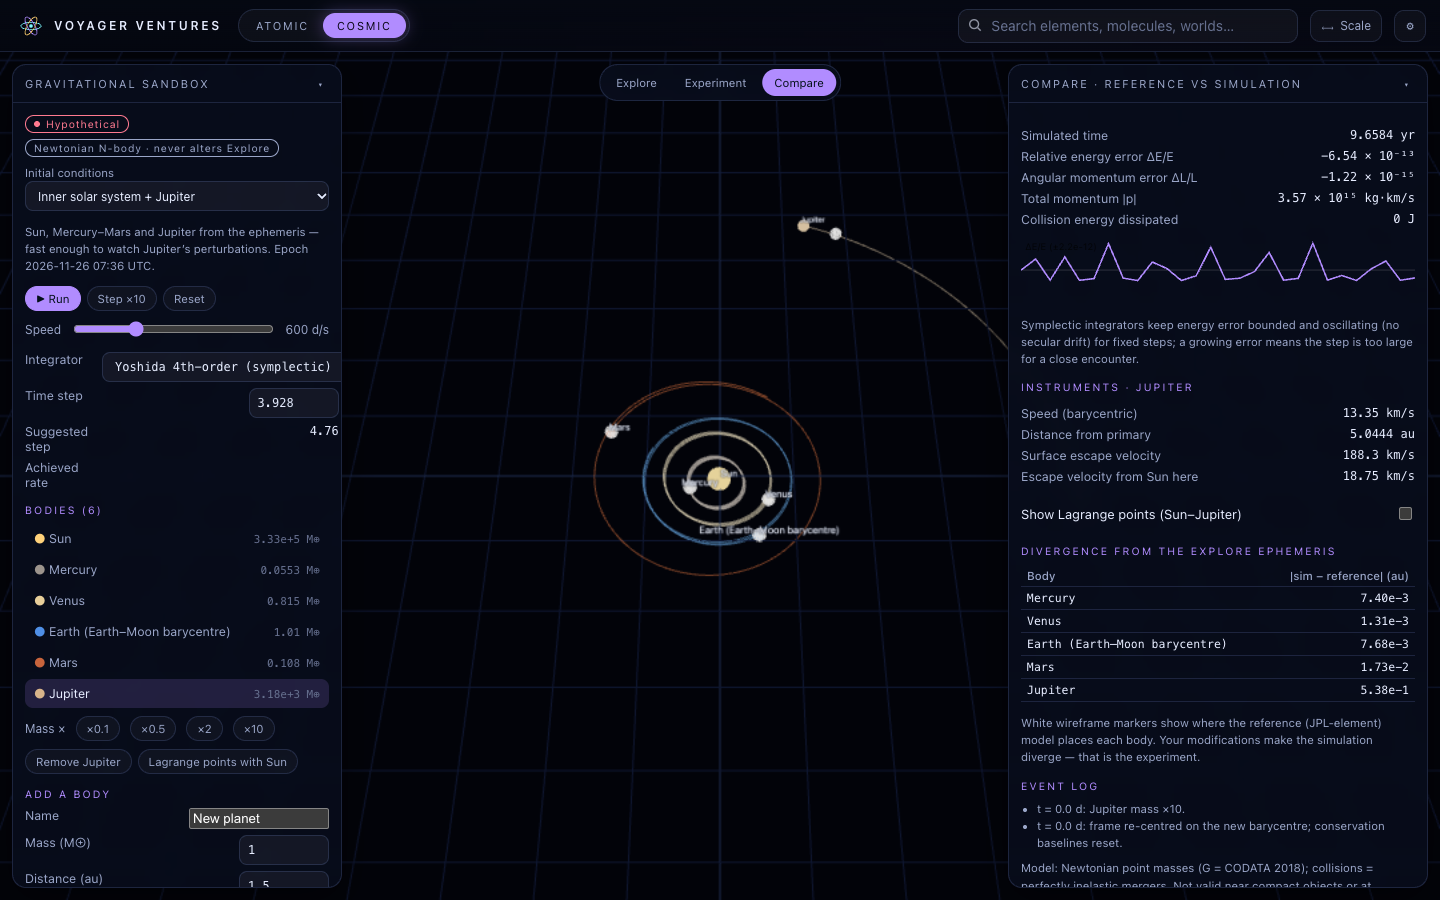 VOYAGER VENTURES
ATOMIC
COSMIC
Search elements, molecules, worlds...
Scale
GRAVITATIONAL SANDBOX
Hypothetical
Newtonian N-body · never alters Explore
Initial conditions
Inner solar system + Jupiter
Sun, Mercury–Mars and Jupiter from the ephemeris —
fast enough to watch Jupiter's perturbations. Epoch
2026-11-26 07:36 UTC.
▶ Run
Step ×10
Reset
Speed
600 d/s
Integrator
Yoshida 4th-order (symplectic)
Time step
3.928
Suggested
step
4.76
Achieved
rate
BODIES (6)
Sun 3.33e+5 M⊕
Mercury 0.0553 M⊕
Venus 0.815 M⊕
Earth (Earth–Moon barycentre) 1.01 M⊕
Mars 0.108 M⊕
Jupiter 3.18e+3 M⊕
Mass × ×0.1 ×0.5 ×2 ×10
Remove Jupiter
Lagrange points with Sun
ADD A BODY
Name New planet
Mass (M⊕) 1
Distance (au) 1.5
Explore
Experiment
Compare
Jupiter
Mars
Sun
Mercury
Venus
Earth (Earth–Moon barycentre)
COMPARE · REFERENCE VS SIMULATION
Simulated time 9.6584 yr
Relative energy error ΔE/E −6.54 × 10⁻¹³
Angular momentum error ΔL/L −1.22 × 10⁻¹⁵
Total momentum |p| 3.57 × 10¹⁵ kg·km/s
Collision energy dissipated 0 J
Symplectic integrators keep energy error bounded and oscillating (no
secular drift) for fixed steps; a growing error means the step is too large
for a close encounter.
INSTRUMENTS · JUPITER
Speed (barycentric) 13.35 km/s
Distance from primary 5.0444 au
Surface escape velocity 188.3 km/s
Escape velocity from Sun here 18.75 km/s
Show Lagrange points (Sun–Jupiter)
DIVERGENCE FROM THE EXPLORE EPHEMERIS
Body |sim − reference| (au)
Mercury 7.40e−3
Venus 1.31e−3
Earth (Earth–Moon barycentre) 7.68e−3
Mars 1.73e−2
Jupiter 5.38e−1
White wireframe markers show where the reference (JPL-element)
model places each body. Your modifications make the simulation
diverge — that is the experiment.
EVENT LOG
• t = 0.0 d: Jupiter mass ×10.
• t = 0.0 d: frame re-centred on the new barycentre; conservation
baselines reset.
Model: Newtonian point masses (G = CODATA 2018); collisions =
perfectly inelastic mergers. Not valid near compact objects or at